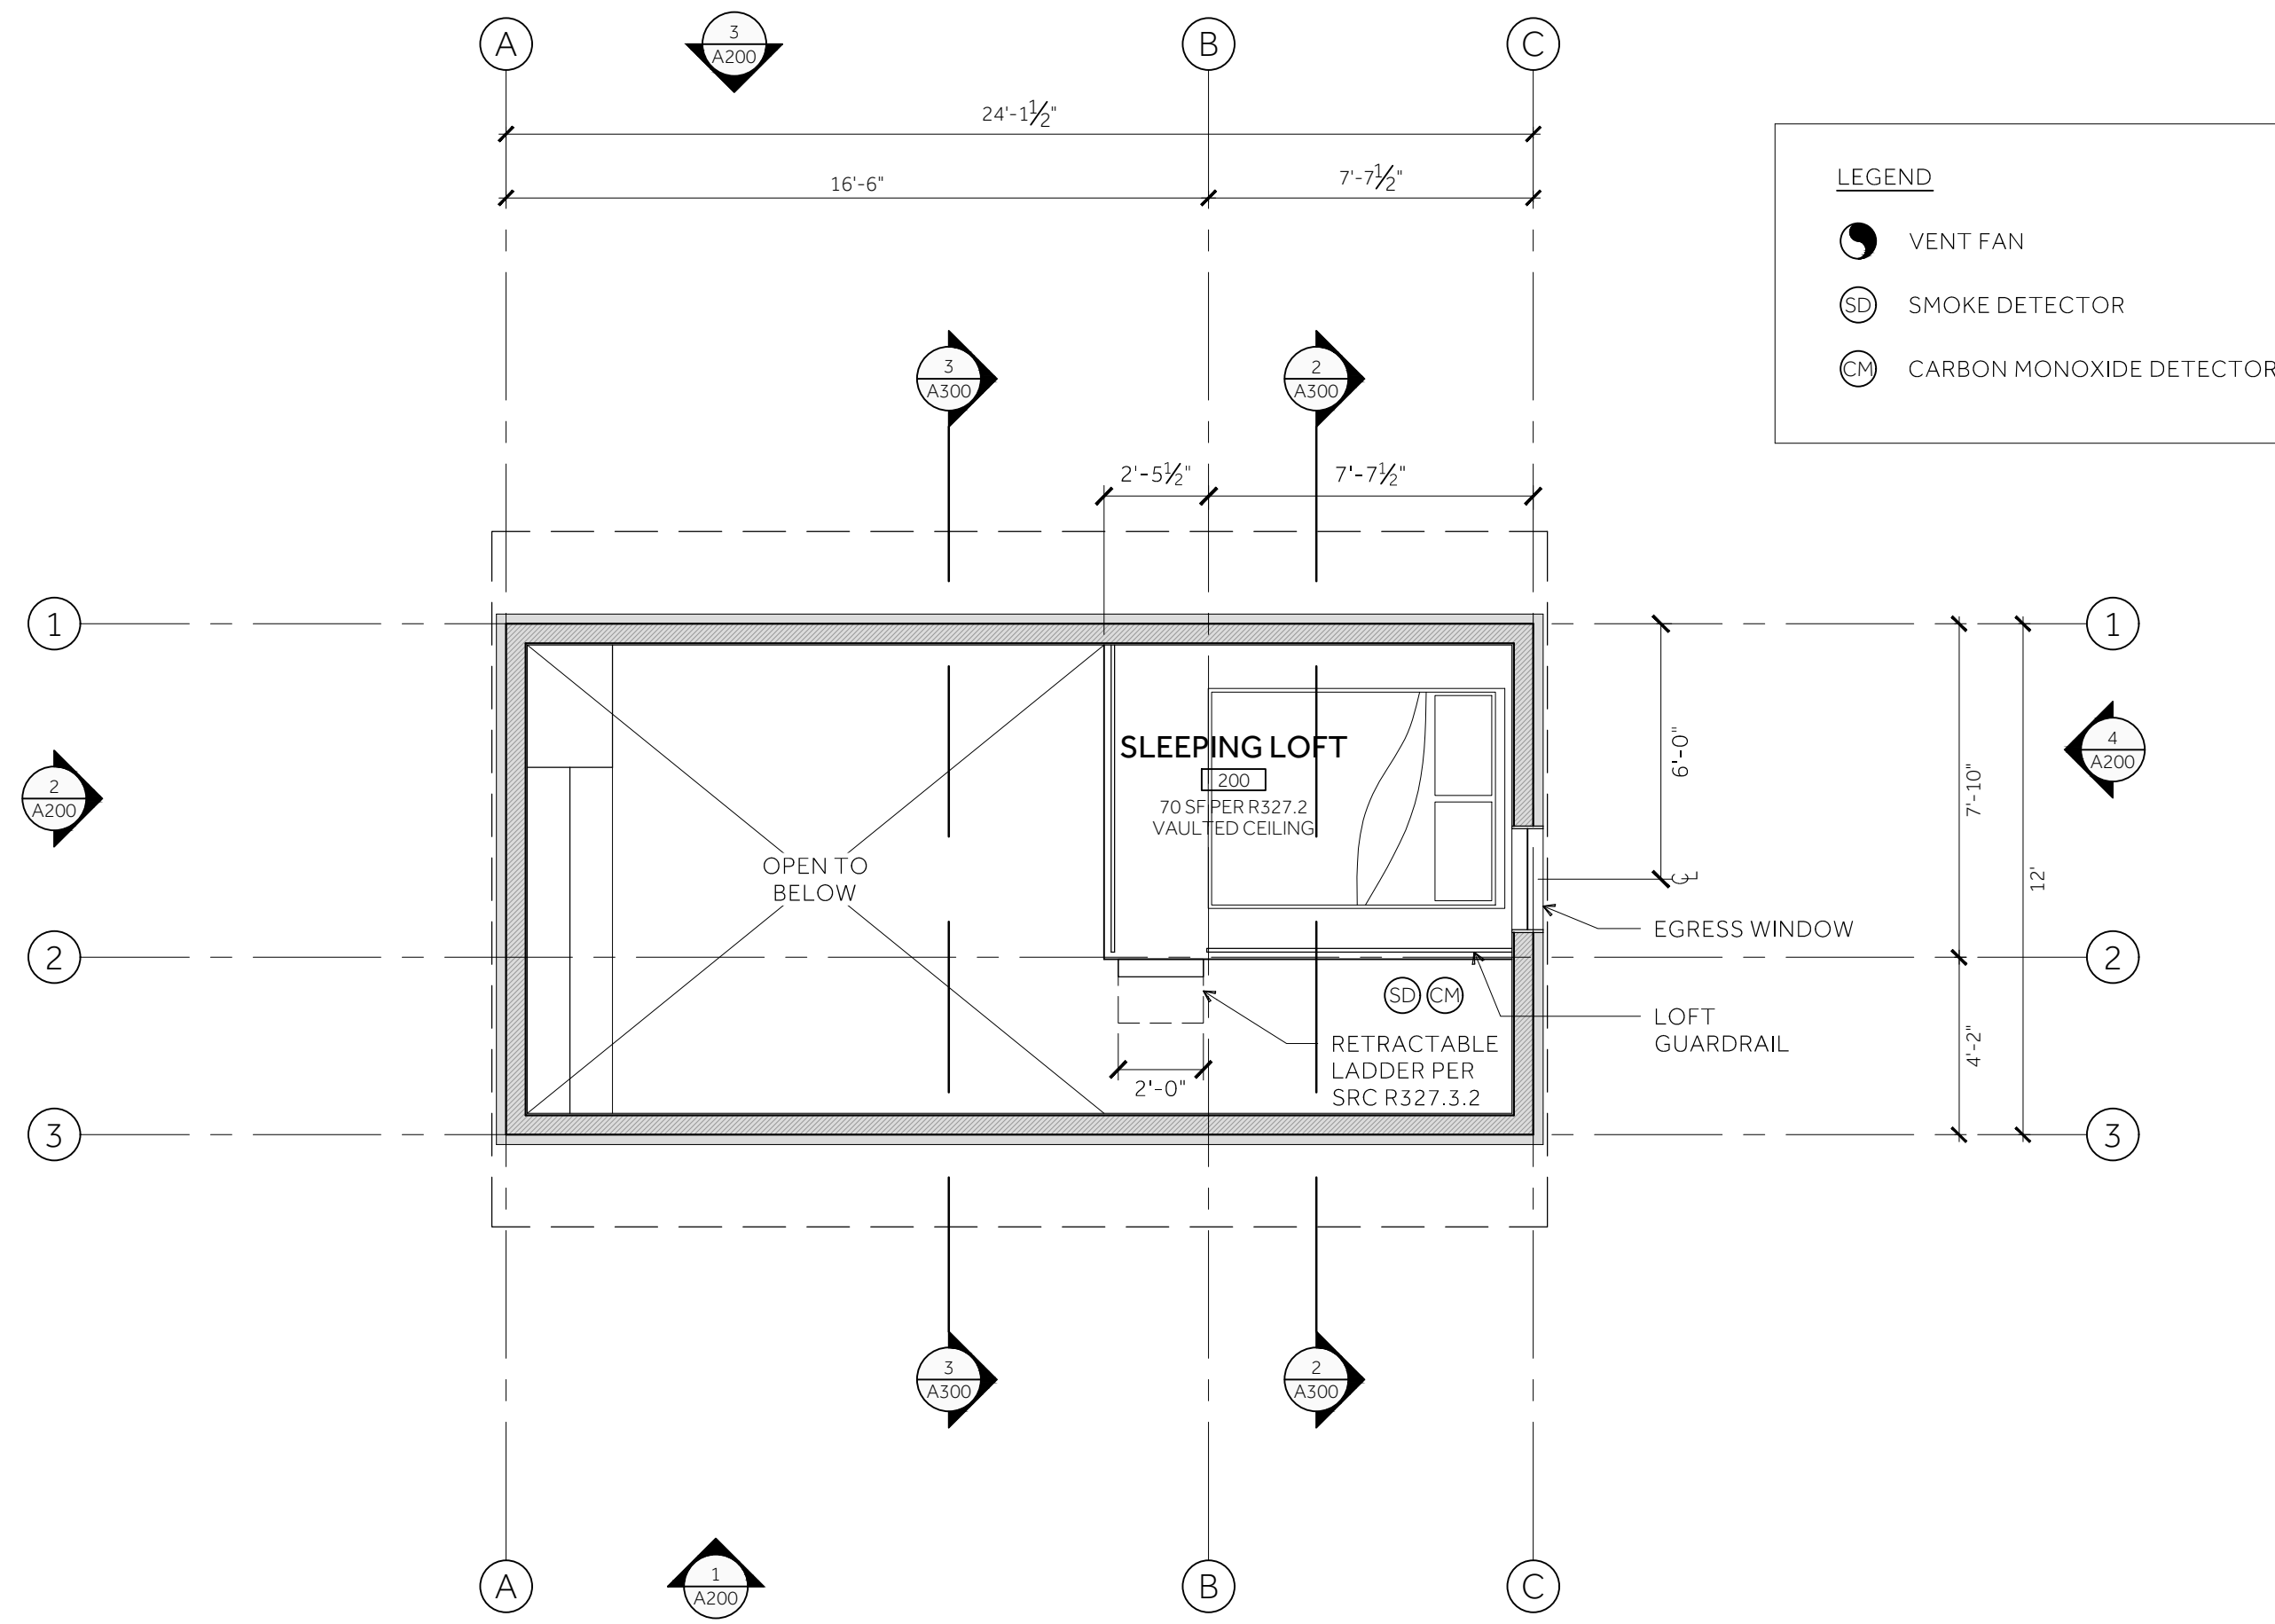 A
3
A200
B
C
24'-1½"
16'-6"
7'-7½"
LEGEND
VENT FAN
SD SMOKE DETECTOR
CM CARBON MONOXIDE DETECTOR
3
A300
2
A300
2'-5½"
7'-7½"
1
1
6'-0"
7'-10"
12'
4
A200
2
A200
SLEEPING LOFT
200
70 SF PER R327.2
VAULTED CEILING
OPEN TO
BELOW
CL
EGRESS WINDOW
2
2
SD CM
LOFT
GUARDRAIL
RETRACTABLE
LADDER PER
SRC R327.3.2
2'-0"
4'-2"
3
3
3
A300
2
A300
A
1
A200
B
C